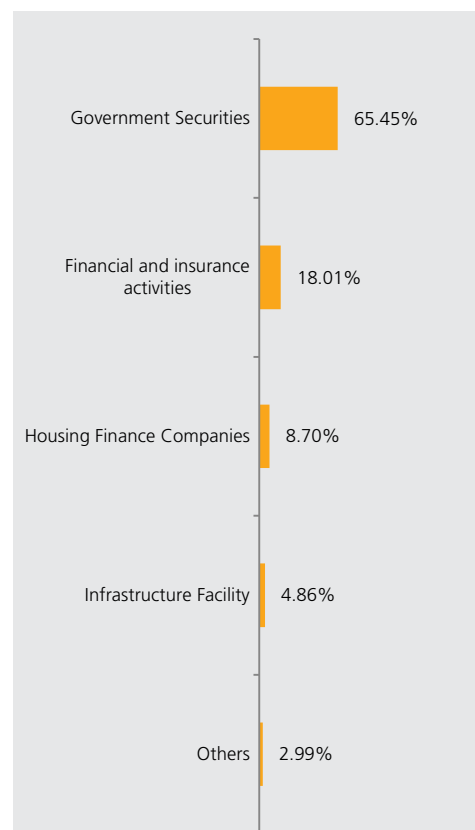 Government Securities 65.45%
Financial and insurance
activities 18.01%
Housing Finance Companies 8.70%
Infrastructure Facility 4.86%
Others 2.99%